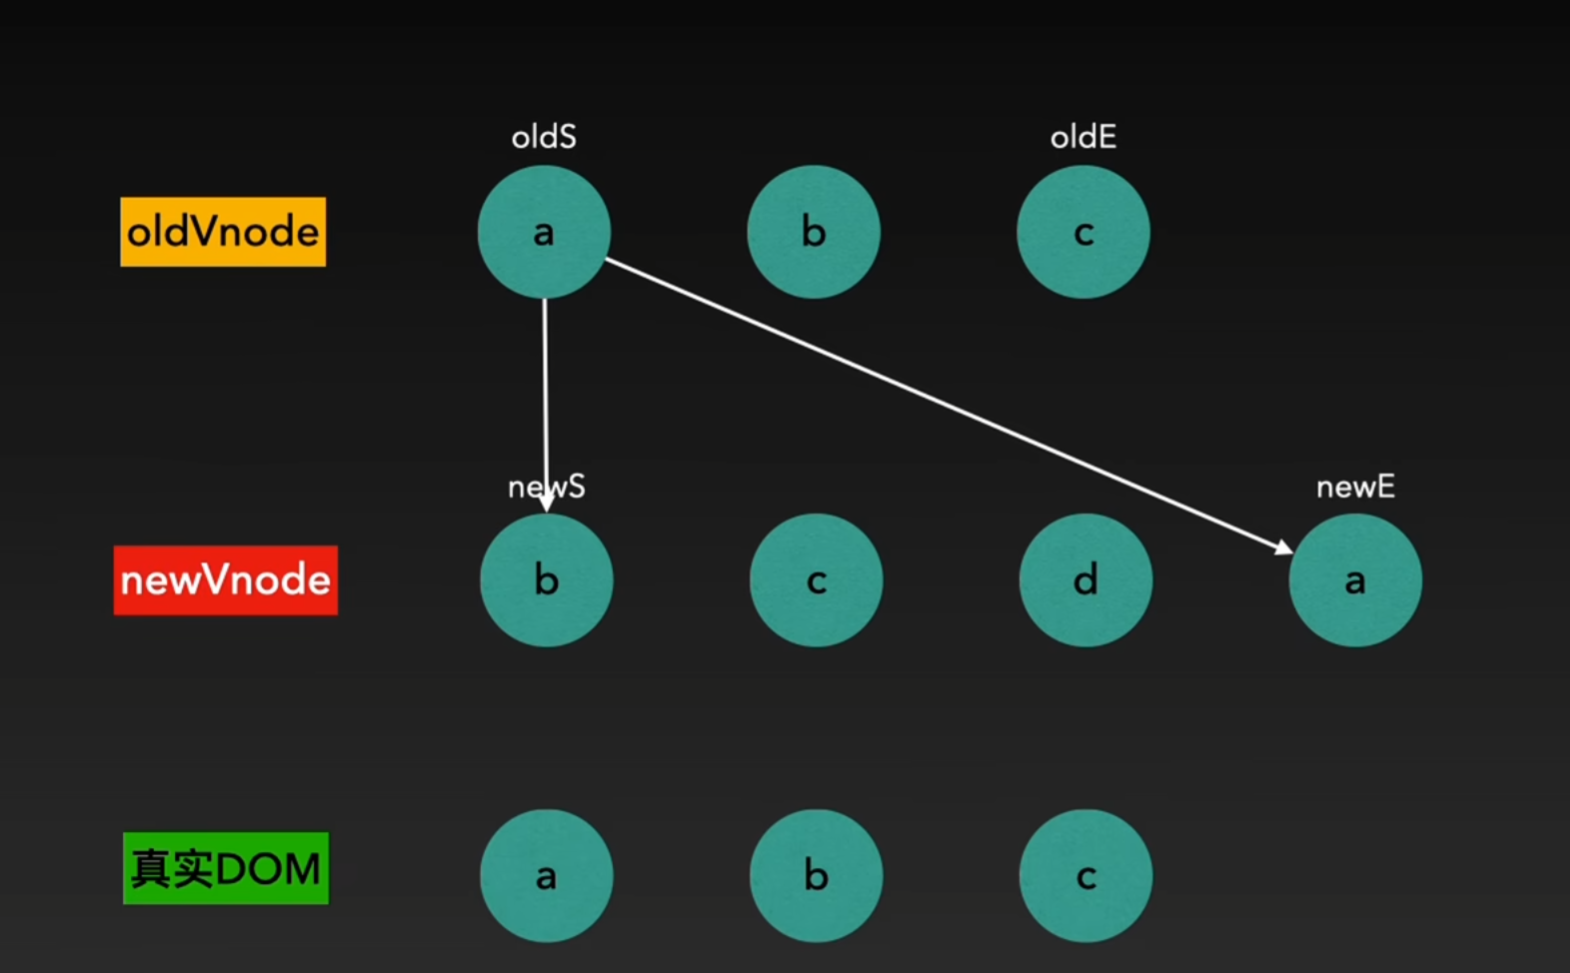 oldS oldE
oldVnode a b c
newS newE
newVnode b c d a
真实DOM a b c